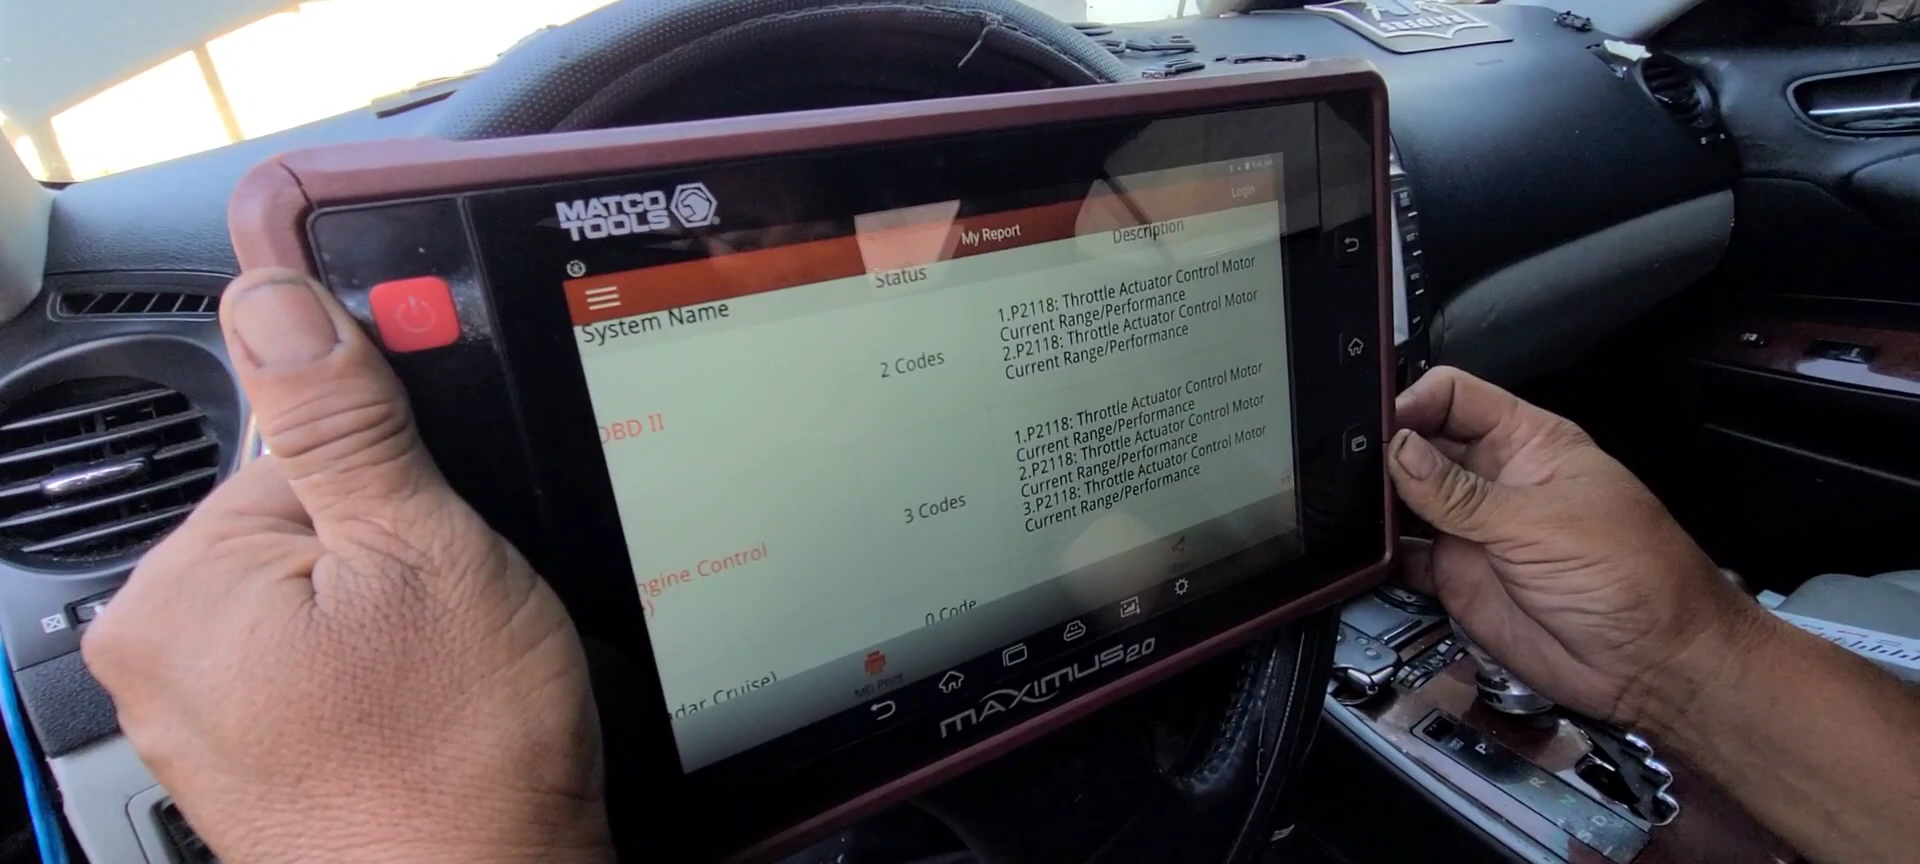 MATCO
TOOLS
Login
My Report
System Name
Status
Description
OBD II
2 Codes
1.P2118: Throttle Actuator Control Motor
Current Range/Performance
2.P2118: Throttle Actuator Control Motor
Current Range/Performance
ngine Control
)
3 Codes
1.P2118: Throttle Actuator Control Motor
Current Range/Performance
2.P2118: Throttle Actuator Control Motor
Current Range/Performance
3.P2118: Throttle Actuator Control Motor
Current Range/Performance
dar Cruise)
0 Code
MD Print
MAXIMUS 2.0
P
R
N
D
S